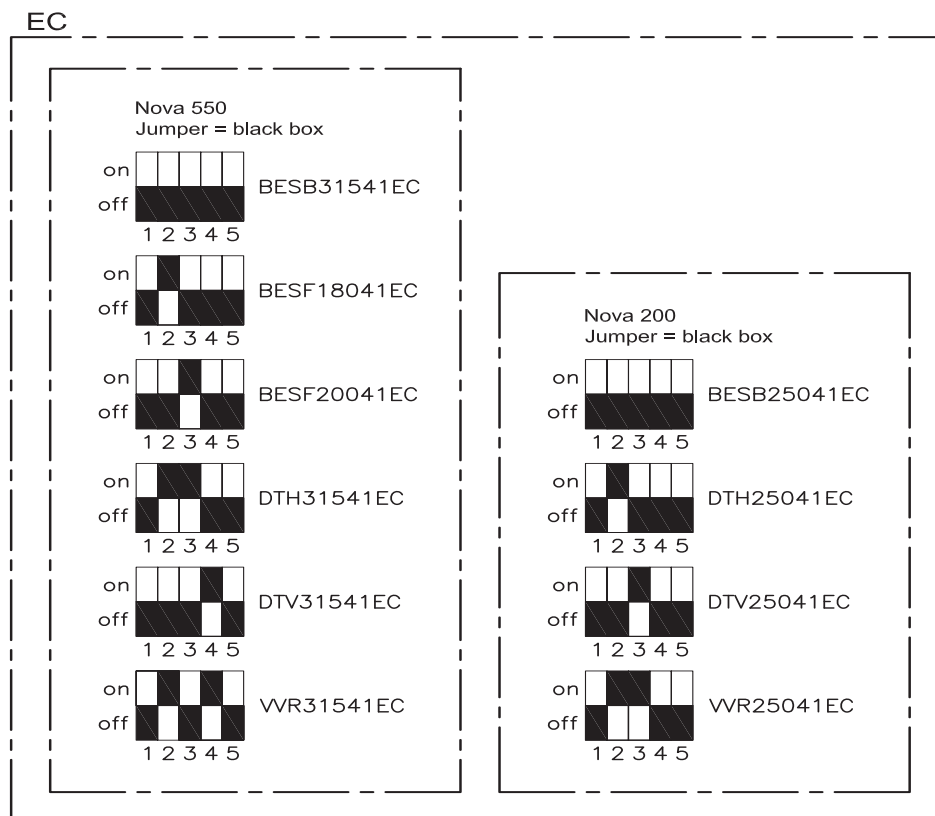 EC
Nova 550
Jumper = black box
on
off
BESB31541EC
1 2 3 4 5
on
off
BESF18041EC
1 2 3 4 5
on
off
BESF20041EC
1 2 3 4 5
on
off
DTH31541EC
1 2 3 4 5
on
off
DTV31541EC
1 2 3 4 5
on
off
VVR31541EC
1 2 3 4 5
Nova 200
Jumper = black box
on
off
BESB25041EC
1 2 3 4 5
on
off
DTH25041EC
1 2 3 4 5
on
off
DTV25041EC
1 2 3 4 5
on
off
VVR25041EC
1 2 3 4 5